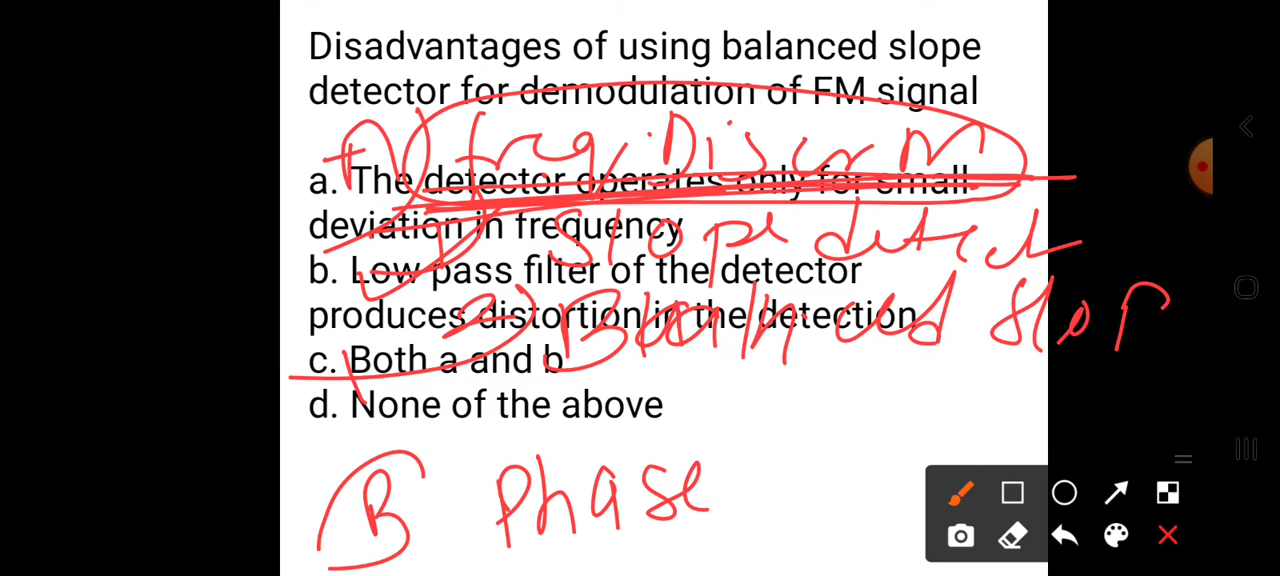 Disadvantages of using balanced slope
detector for demodulation of FM signal
A) freq. Discrm
a. The detector operates only for small
deviation in frequency
1) slope detect
b. Low pass filter of the detector
2) Balanced slop
produces distortion in the detection
c. Both a and b
d. None of the above
B Phase